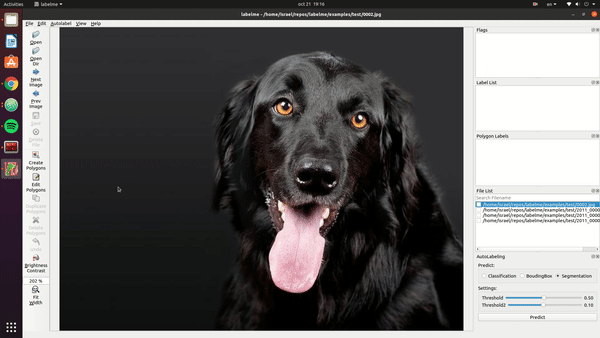 Activities
labelme
oct 21 19:16
en
labelme - /home/israel/repos/labelme/examples/test/0002.jpg
File Edit Autolabel View Help
Open
Open
Dir
Next
Image
Prev
Image
Save
Delete
File
Create
Polygons
Edit
Polygons
Duplicate
Polygons
Delete
Polygons
Undo
Brightness
Contrast
202 %
Fit
Width
Flags
Label List
Polygon Labels
File List
Search Filename
/home/israel/repos/labelme/examples/test/0002.jpg
/home/israel/repos/labelme/examples/test/2011_0000
/home/israel/repos/labelme/examples/test/2011_0000
/home/israel/repos/labelme/examples/test/2011_0000
AutoLabeling
Predict:
Classification BoudingBox Segmentation
Settings:
Threshold 0.50
Threshold2 0.10
Predict